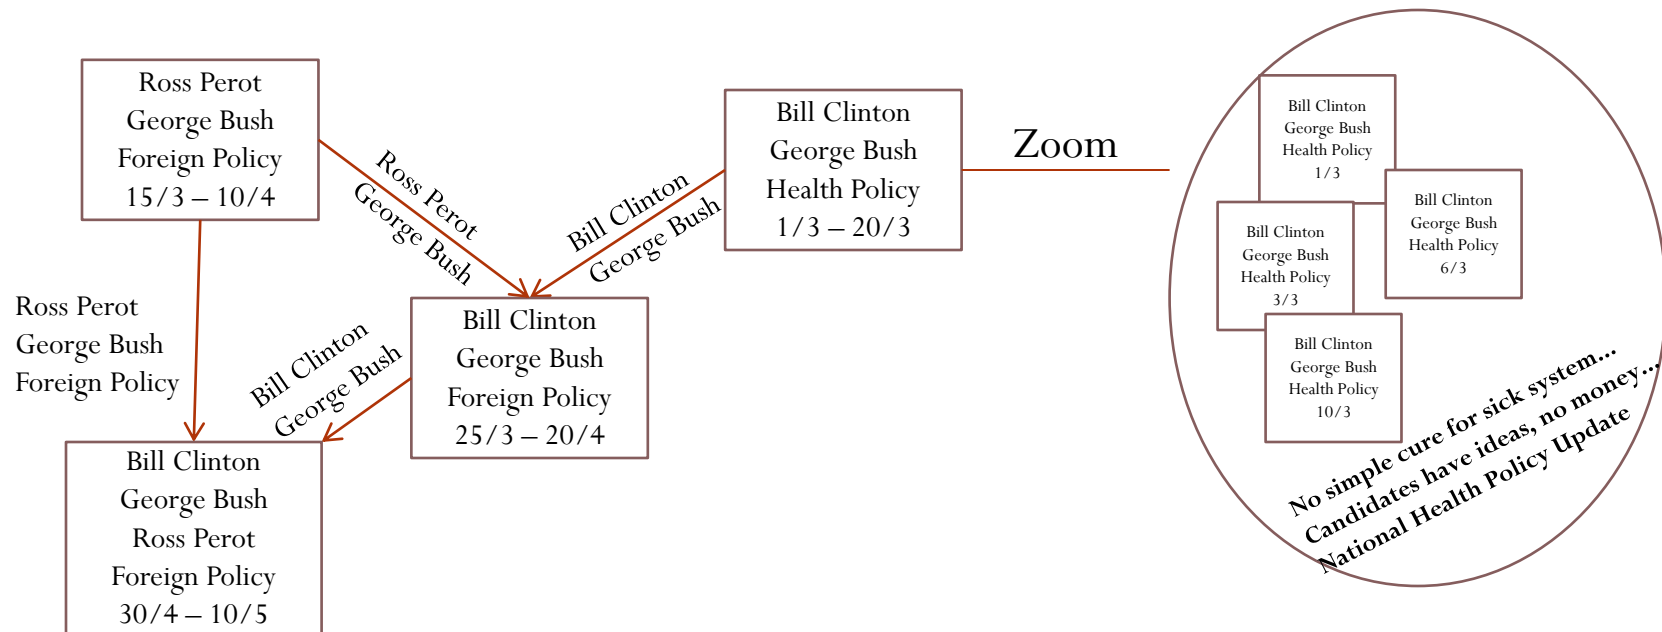 Ross Perot
George Bush
Foreign Policy
15/3 – 10/4
Ross Perot
George Bush
Bill Clinton
George Bush
Bill Clinton
George Bush
Health Policy
1/3 – 20/3
Zoom
Bill Clinton
George Bush
Health Policy
1/3
Bill Clinton
George Bush
Health Policy
6/3
Bill Clinton
George Bush
Health Policy
3/3
Bill Clinton
George Bush
Health Policy
10/3
No simple cure for sick system...
Candidates have ideas, no money...
National Health Policy Update
Ross Perot
George Bush
Foreign Policy
Bill Clinton
George Bush
Bill Clinton
George Bush
Foreign Policy
25/3 – 20/4
Bill Clinton
George Bush
Ross Perot
Foreign Policy
30/4 – 10/5